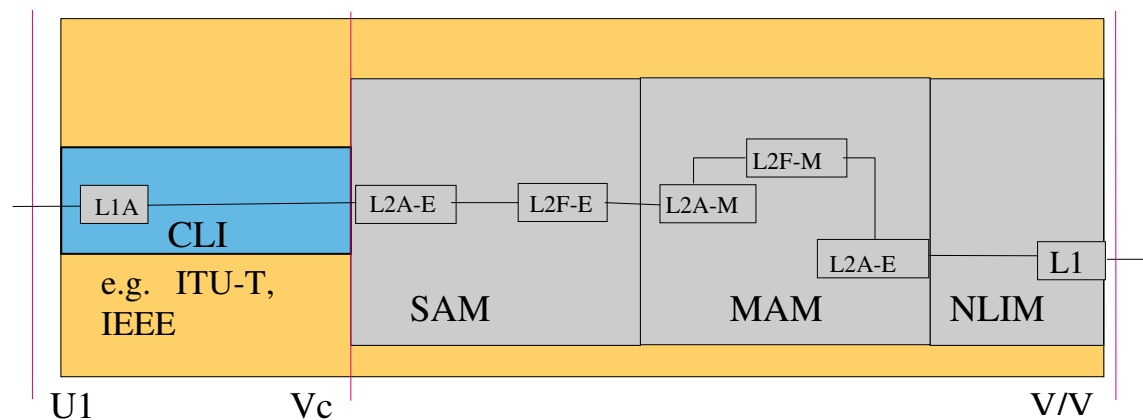 L2F-M
L1A
L2A-E
L2F-E
L2A-M
CLI
L2A-E
L1
e.g. ITU-T,
IEEE
SAM
MAM
NLIM
U1
Vc
V/V